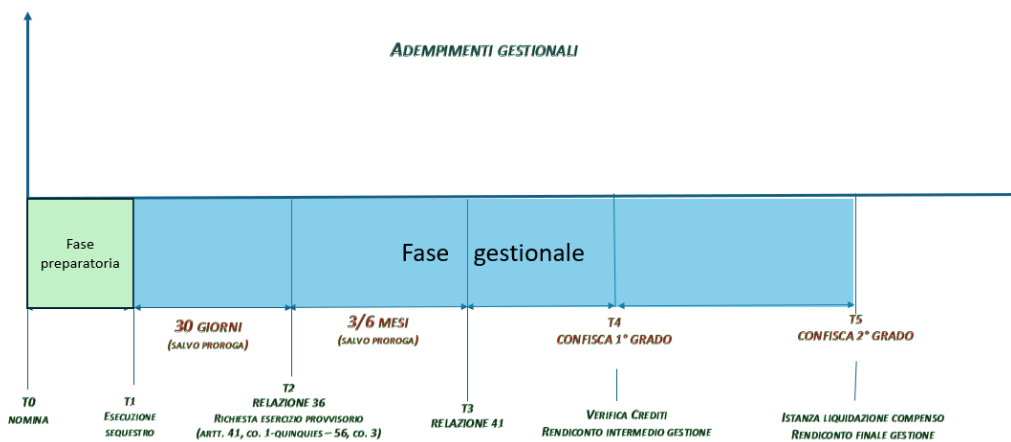 ADEMPIMENTI GESTIONALI
Fase
preparatoria
Fase gestionale
30 GIORNI
(SALVO PROROGA)
3/6 MESI
(SALVO PROROGA)
T4
CONFISCA 1° GRADO
T5
CONFISCA 2° GRADO
T0
NOMINA
T1
ESECUZIONE
SEQUESTRO
T2
RELAZIONE 36
RICHIESTA ESERCIZIO PROVVISORIO
(ARTT. 41, CO. 1-QUINQUIES – 56, CO. 3)
T3
RELAZIONE 41
VERIFICA CREDITI
RENDICONTO INTERMEDIO GESTIONE
ISTANZA LIQUIDAZIONE COMPENSO
RENDICONTO FINALE GESTIONE